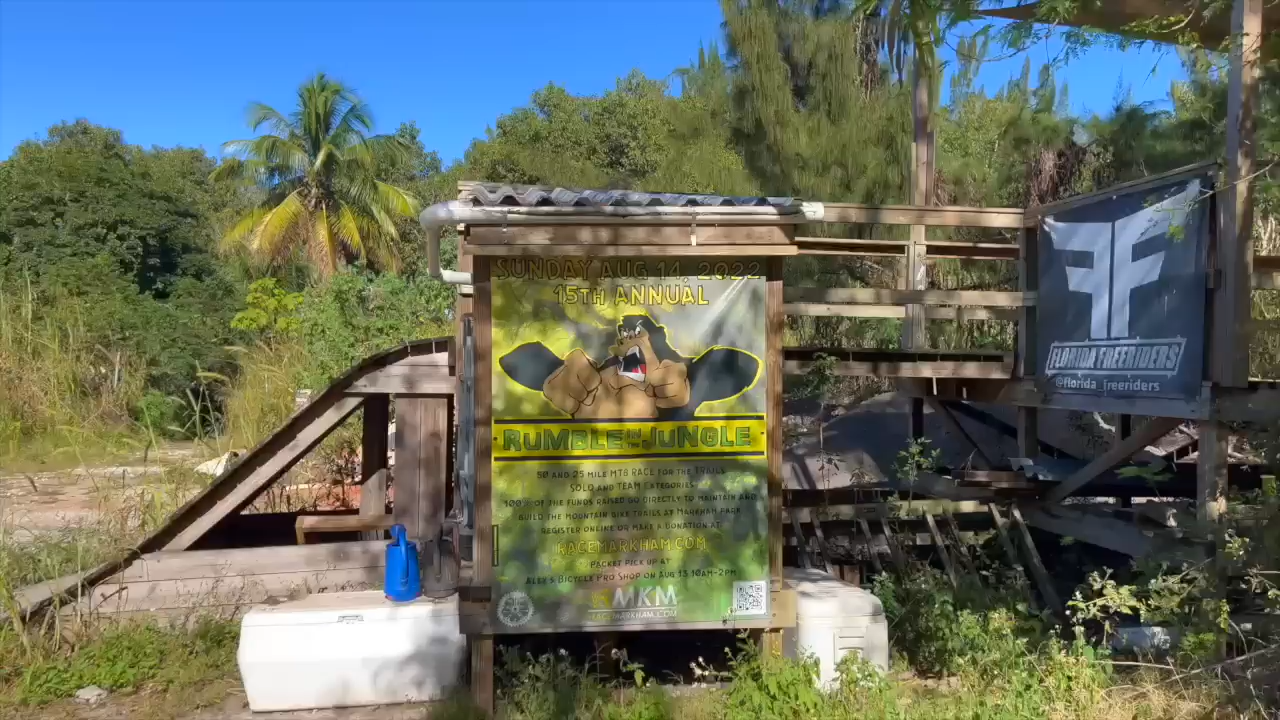 SUNDAY AUG 14, 2022
15TH ANNUAL
RUMBLE IN THE JUNGLE
50 AND 25 MILE MTB RACE FOR THE TRAILS
SOLO AND TEAM CATEGORIES
100% OF THE FUNDS RAISED GO DIRECTLY TO MAINTAIN AND
BUILD THE MOUNTAIN BIKE TRAILS AT MARKHAM PARK
REGISTER ONLINE OR MAKE A DONATION AT:
RACEMARKHAM.COM
PACKET PICK UP AT
ALEX'S BICYCLE PRO SHOP ON AUG 13 10AM-2PM
MKM
RACEMARKHAM.COM
FF
FLORIDA FREERIDERS
@florida_freeriders